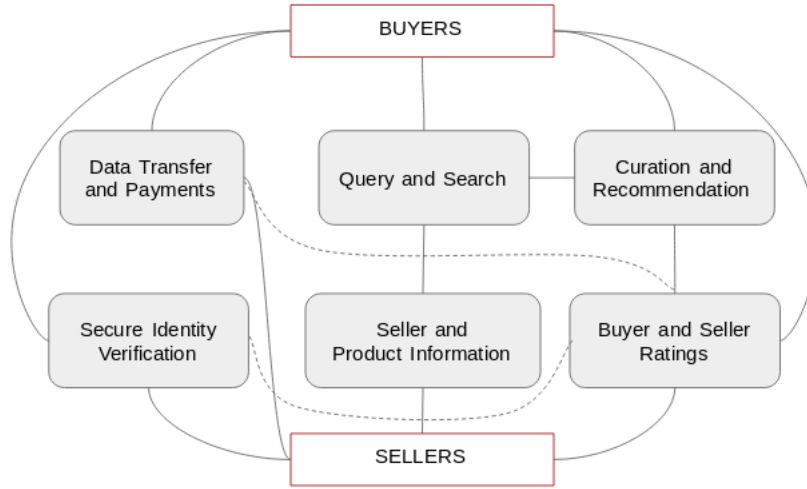 BUYERS
Data Transfer
and Payments
Query and Search
Curation and
Recommendation
Secure Identity
Verification
Seller and
Product Information
Buyer and Seller
Ratings
SELLERS